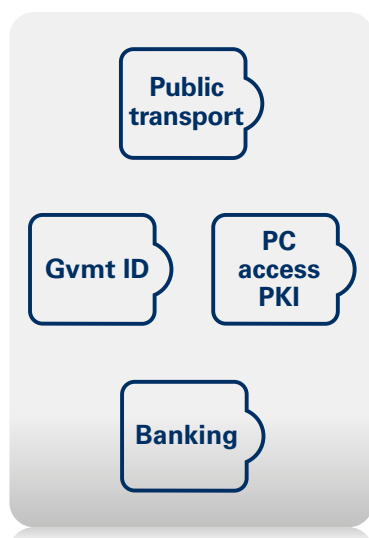 Public
transport
Gvmt ID
PC
access
PKI
Banking